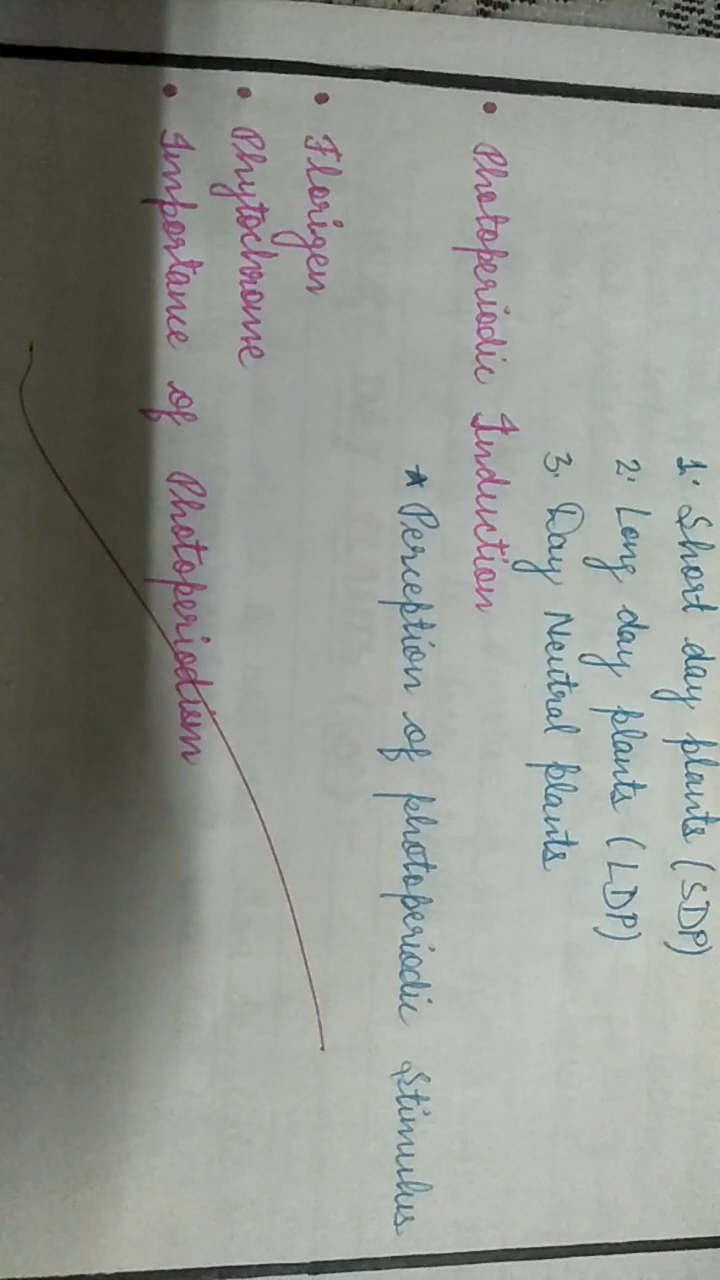 1. Short day plants (SDP)
2. Long day plants (LDP)
3. Day Neutral plants
• Photoperiodic Induction
* Perception of photoperiodic stimulus
• Florigen
• Phytochrome
• Importance of Photoperiodism